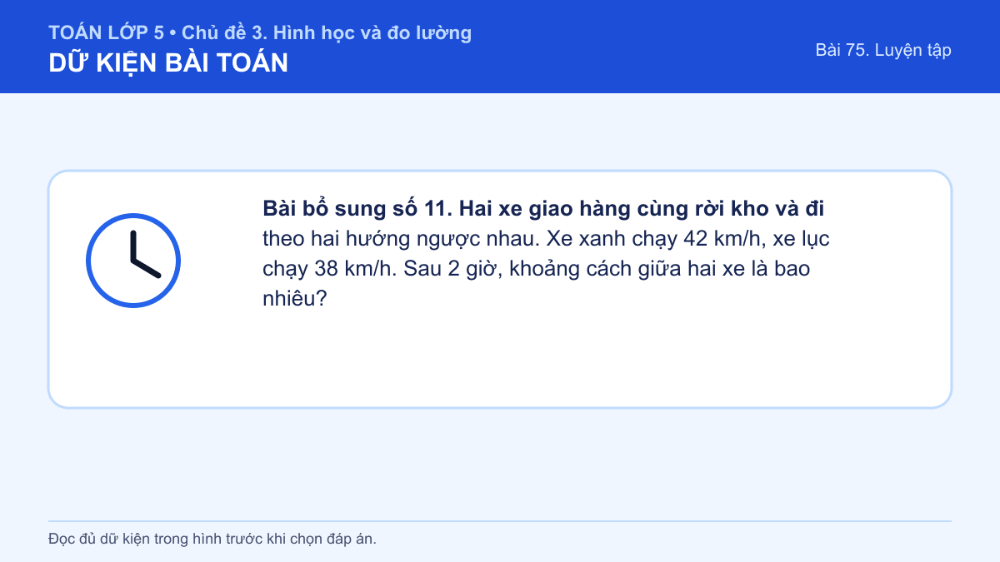 TOÁN LỚP 5 • Chủ đề 3. Hình học và đo lường
DỮ KIỆN BÀI TOÁN
Bài 75. Luyện tập
Bài bổ sung số 11. Hai xe giao hàng cùng rời kho và đi
theo hai hướng ngược nhau. Xe xanh chạy 42 km/h, xe lục
chạy 38 km/h. Sau 2 giờ, khoảng cách giữa hai xe là bao
nhiêu?
Đọc đủ dữ kiện trong hình trước khi chọn đáp án.